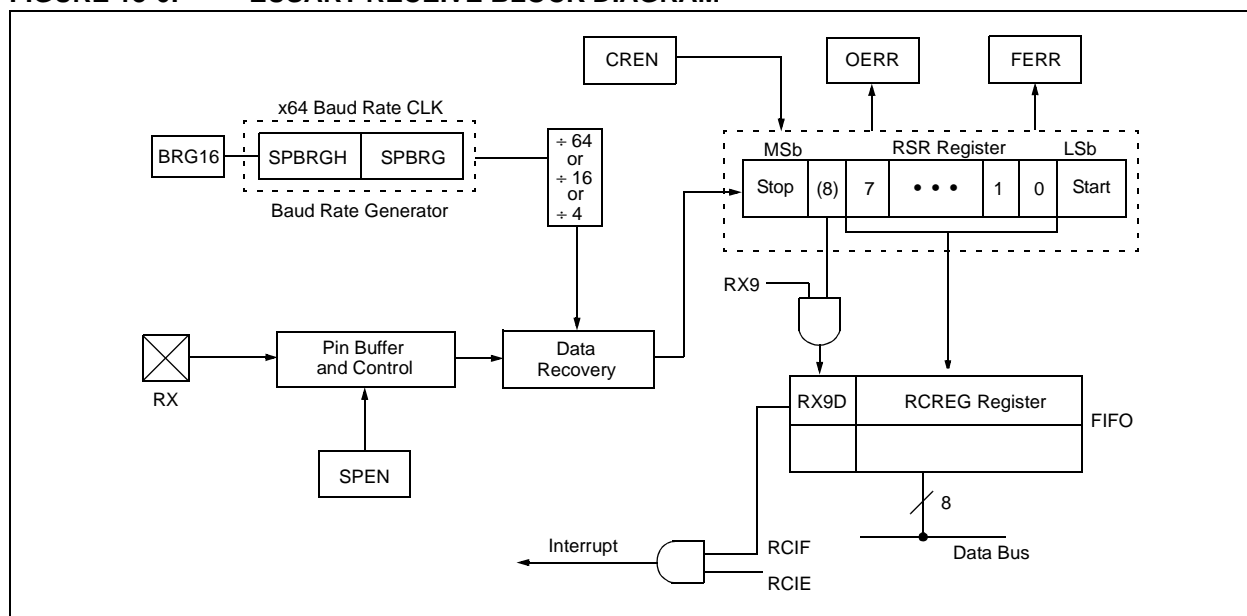 CREN
OERR
FERR
x64 Baud Rate CLK
BRG16
SPBRGH
SPBRG
Baud Rate Generator
÷ 64
or
÷ 16
or
÷ 4
MSb
RSR Register
LSb
Stop
(8)
7
• • •
1
0
Start
RX9
RX
Pin Buffer
and Control
Data
Recovery
SPEN
RX9D
RCREG Register
FIFO
8
Data Bus
Interrupt
RCIF
RCIE